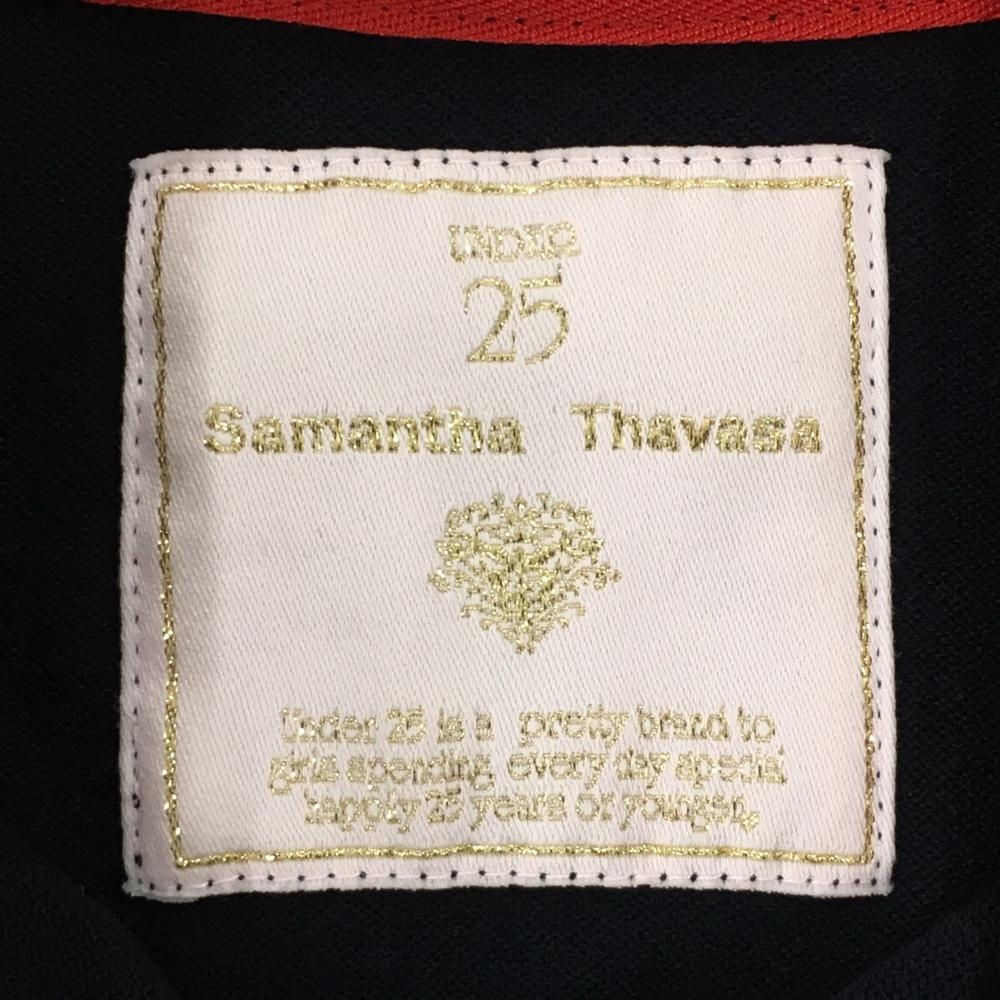 UNDER
25
Samantha Thavasa
Under 25 is a pretty brand to
girls spending every day special
happily 25 years or younger.